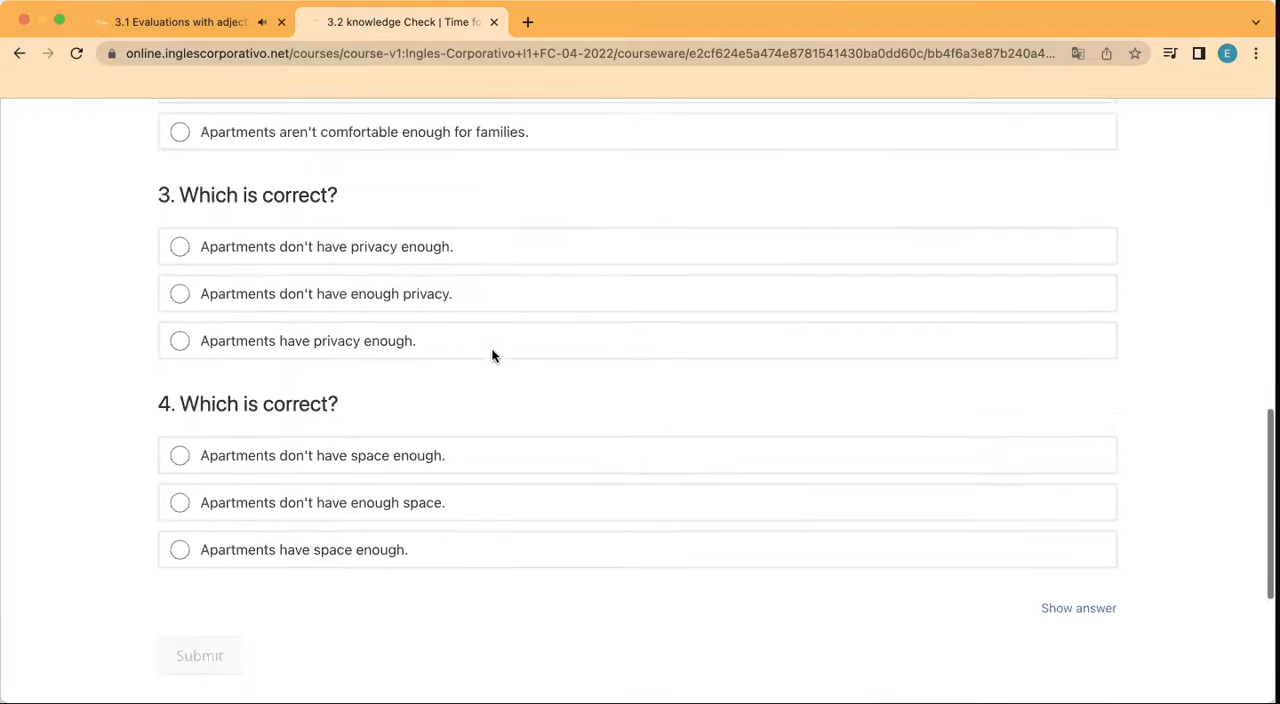 3.1 Evaluations with adject
3.2 knowledge Check | Time fo
online.inglescorporativo.net/courses/course-v1:Ingles-Corporativo+I1+FC-04-2022/courseware/e2cf624e5a474e8781541430ba0dd60c/bb4f6a3e87b240a4...
E
Apartments aren't comfortable enough for families.
3. Which is correct?
Apartments don't have privacy enough.
Apartments don't have enough privacy.
Apartments have privacy enough.
4. Which is correct?
Apartments don't have space enough.
Apartments don't have enough space.
Apartments have space enough.
Show answer
Submit